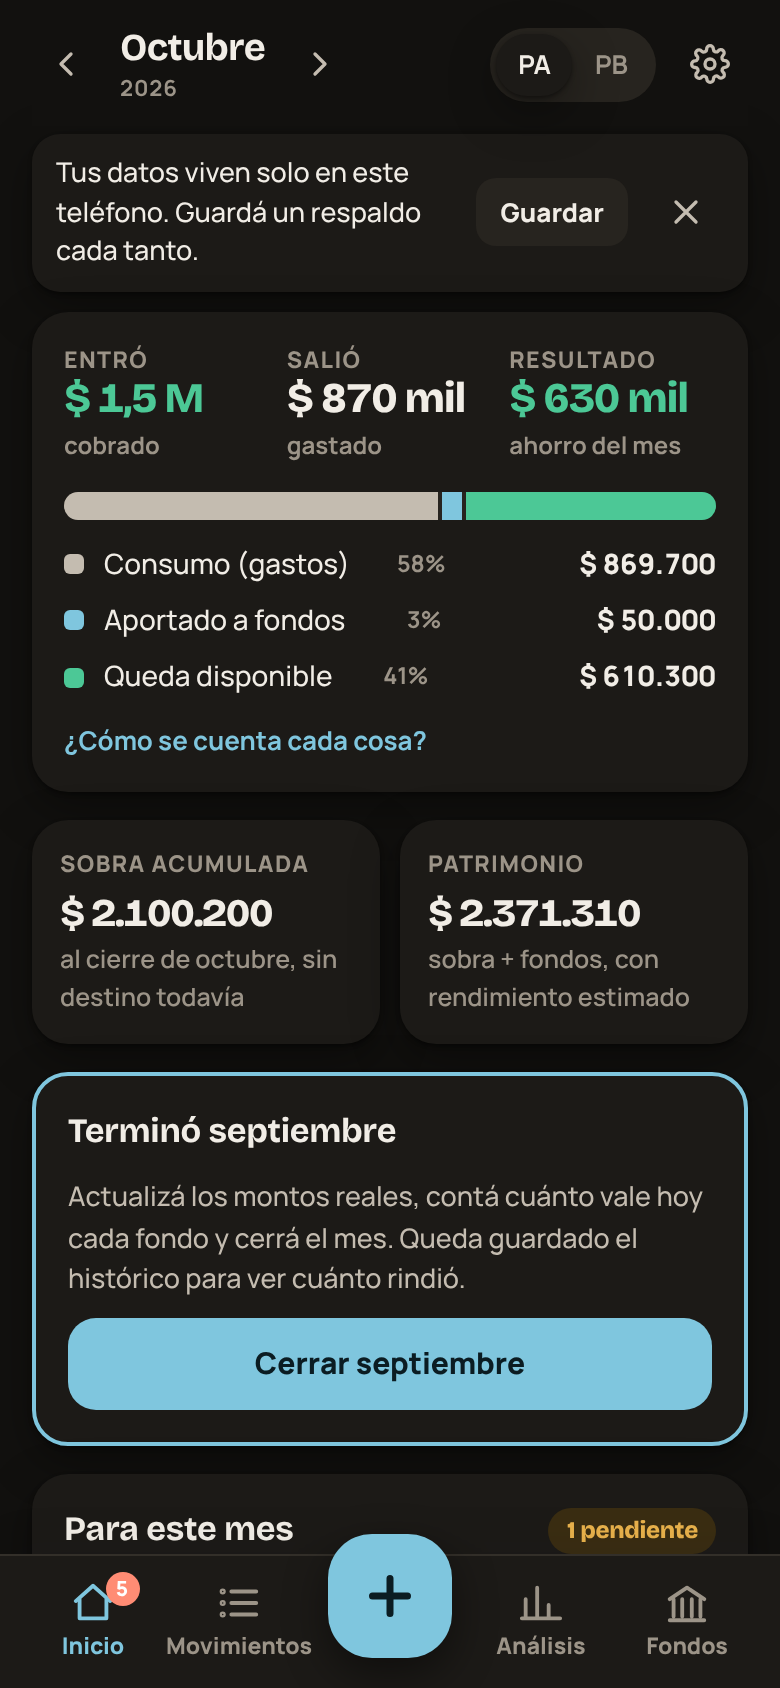 Octubre
2026
PA
PB
Tus datos viven solo en este
teléfono. Guardá un respaldo
cada tanto.
Guardar
ENTRÓ
SALIÓ
RESULTADO
$ 1,5 M
$ 870 mil
$ 630 mil
cobrado
gastado
ahorro del mes
Consumo (gastos) 58% $ 869.700
Aportado a fondos 3% $ 50.000
Queda disponible 41% $ 610.300
¿Cómo se cuenta cada cosa?
SOBRA ACUMULADA
$ 2.100.200
al cierre de octubre, sin
destino todavía
PATRIMONIO
$ 2.371.310
sobra + fondos, con
rendimiento estimado
Terminó septiembre
Actualizá los montos reales, contá cuánto vale hoy
cada fondo y cerrá el mes. Queda guardado el
histórico para ver cuánto rindió.
Cerrar septiembre
Para este mes
1 pendiente
5
Inicio
Movimientos
Análisis
Fondos